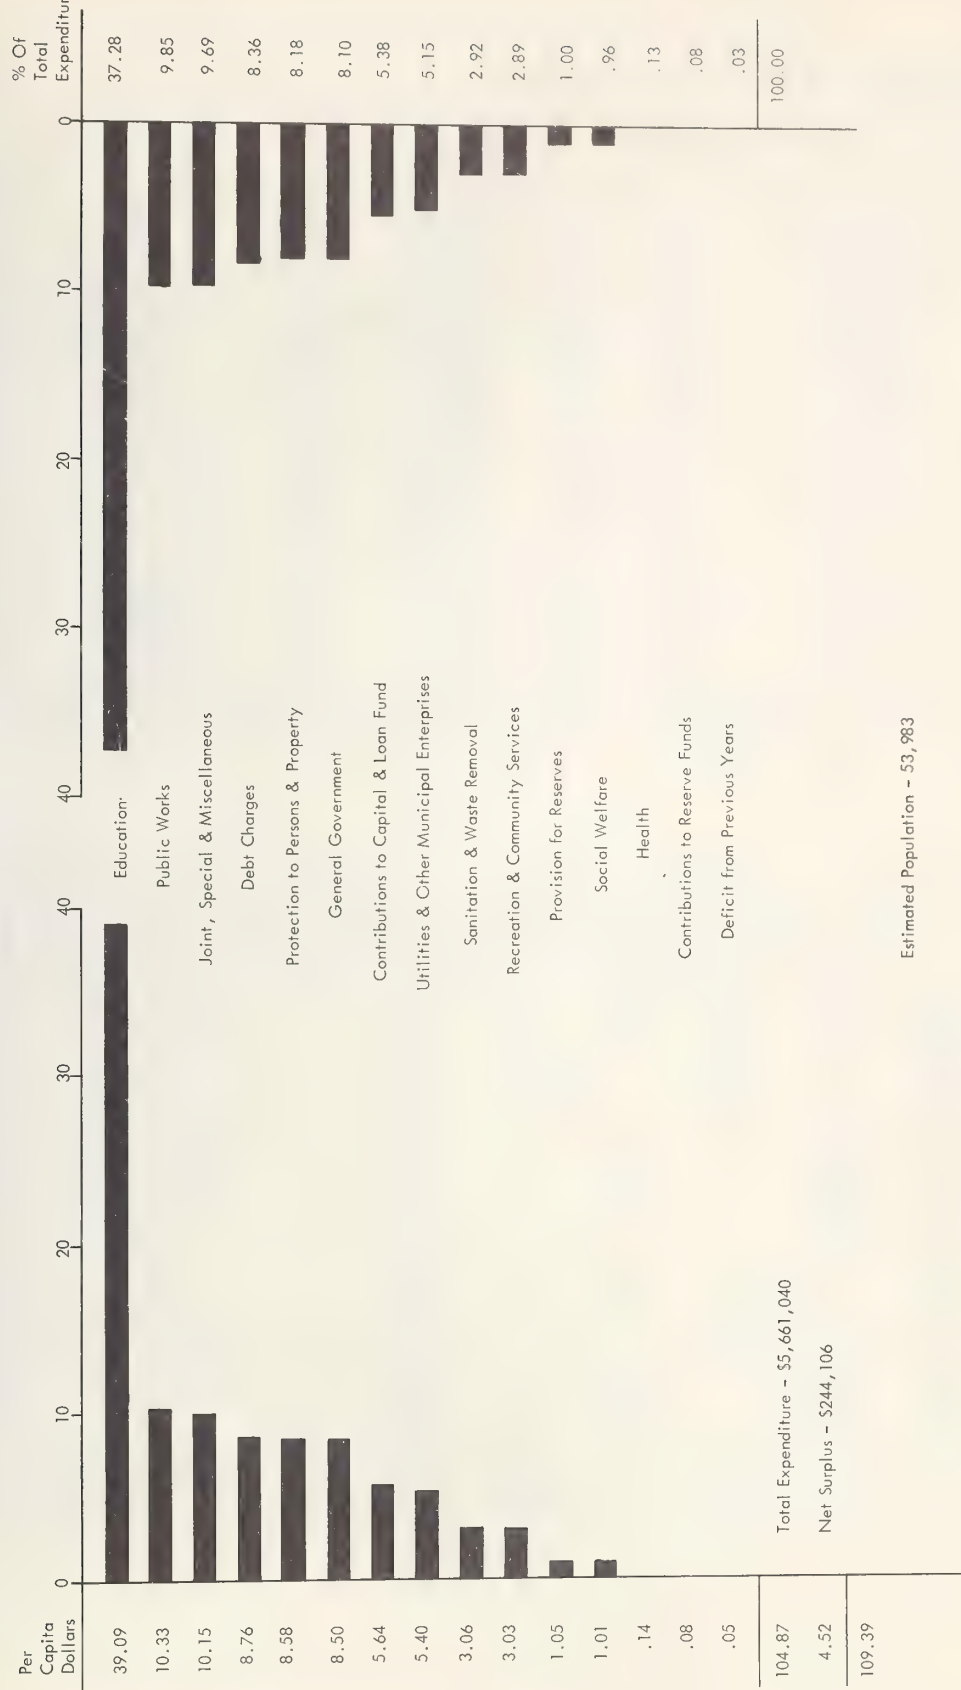 Per
Capita
Dollars
0 10 20 30 40
40 30 20 10 0
% Of
Total
Expenditur
39.09 Education 37.28
10.33 Public Works 9.85
10.15 Joint, Special & Miscellaneous 9.69
8.76 Debt Charges 8.36
8.58 Protection to Persons & Property 8.18
8.50 General Government 8.10
5.64 Contributions to Capital & Loan Fund 5.38
5.40 Utilities & Other Municipal Enterprises 5.15
3.06 Sanitation & Waste Removal 2.92
3.03 Recreation & Community Services 2.89
1.05 Provision for Reserves 1.00
1.01 Social Welfare .96
.14 Health .13
.08 Contributions to Reserve Funds .08
.05 Deficit from Previous Years .03
104.87 Total Expenditure - $5,661,040 100.00
4.52 Net Surplus - $244,106
109.39
Estimated Population - 53,983